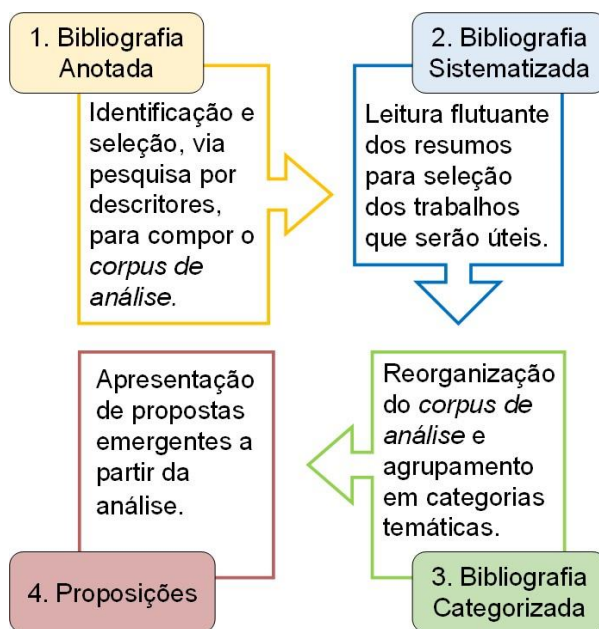 1. Bibliografia
Anotada
Identificação e
seleção, via
pesquisa por
descritores,
para compor o
corpus de
análise.
2. Bibliografia
Sistematizada
Leitura flutuante
dos resumos
para seleção
dos trabalhos
que serão úteis.
Reorganização
do corpus de
análise e
agrupamento
em categorias
temáticas.
3. Bibliografia
Categorizada
Apresentação
de propostas
emergentes a
partir da
análise.
4. Proposições